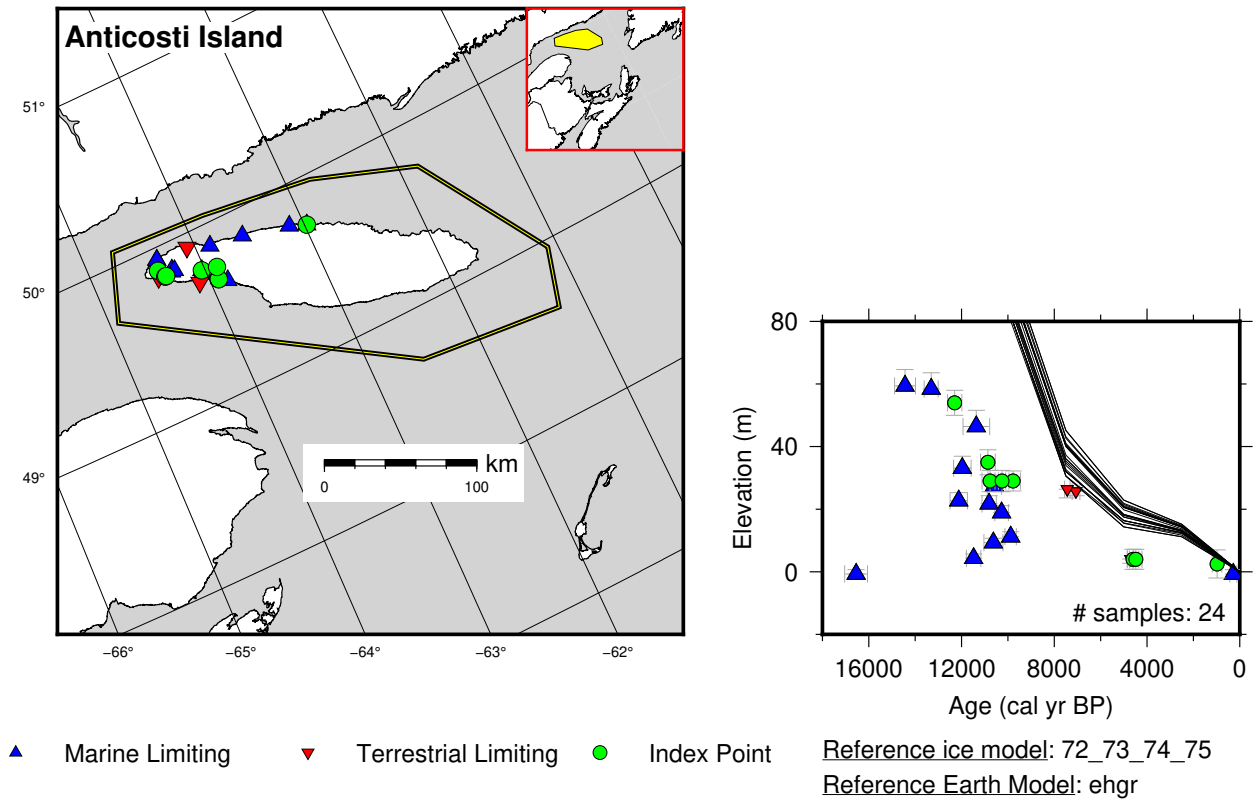 Anticosti Island
51°
50°
49°
−66°
−65°
−64°
−63°
−62°
km
0
100
80
40
0
Elevation (m)
# samples: 24
16000
12000
8000
4000
0
Age (cal yr BP)
Marine Limiting
Terrestrial Limiting
Index Point
Reference ice model: 72_73_74_75
Reference Earth Model: ehgr